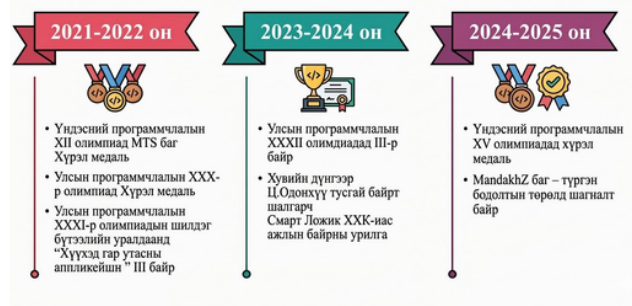 2021-2022 он
• Үндэсний программчлалын
XII олимпиад MTS баг
Хүрэл медаль
• Улсын программчлалын XXX-
р олимпиад Хүрэл медаль
• Улсын программчлалын
XXXI-р олимпиадын шилдэг
бүтээлийн уралдаанд
“Хүүхэд гар утасны
аппликейшн ” III байр
2023-2024 он
• Улсын программчлалын
XXXII олимдиадад III-р
байр
• Хувийн дүнгээр
Ц.Одонхүү тусгай байрт
шалгарч
Смарт Ложик ХХК-иас
ажлын байрны урилга
2024-2025 он
• Үндэсний программчлалын
XV олимпиадад хүрэл
медаль
• MandakhZ баг – түргэн
бодолтын төрөлд шагналт
байр